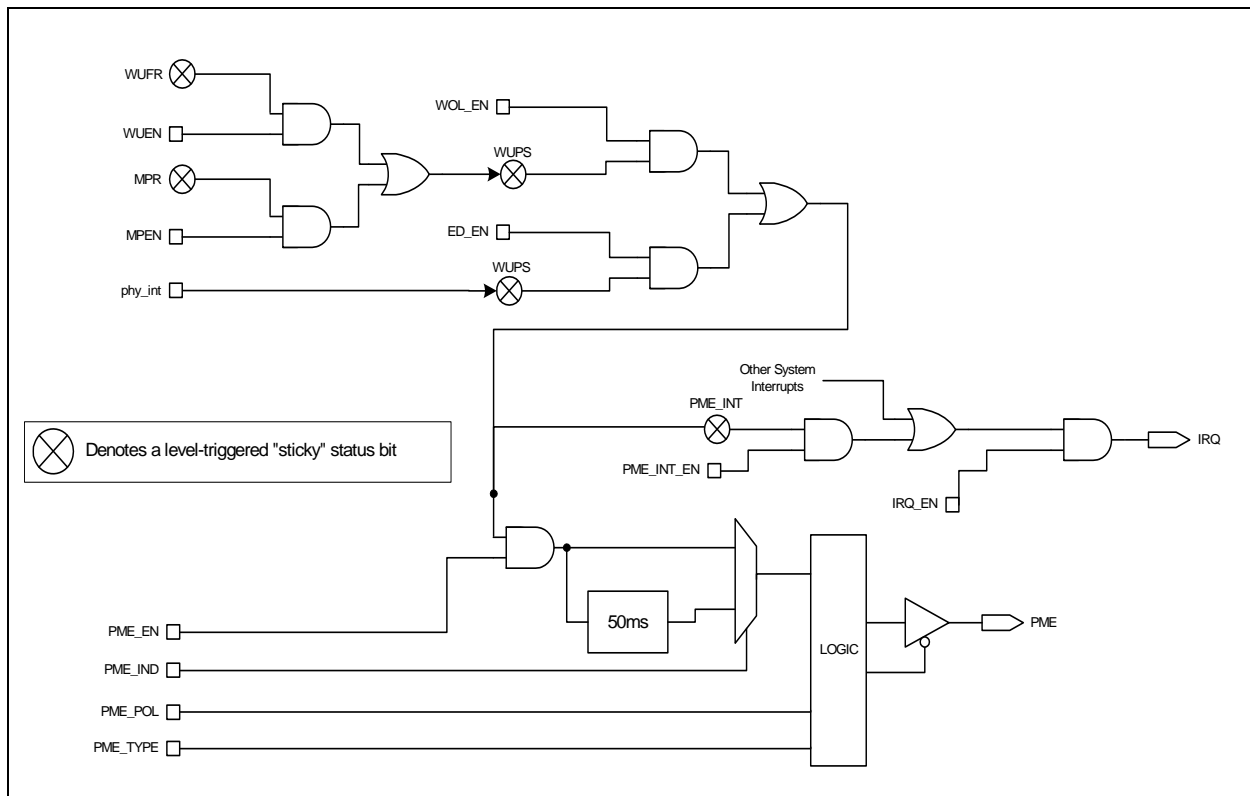 WUFR
WUEN
MPR
MPEN
phy_int
WOL_EN
WUPS
ED_EN
WUPS
Other System
Interrupts
PME_INT
PME_INT_EN
IRQ_EN
IRQ
Denotes a level-triggered "sticky" status bit
50ms
LOGIC
PME
PME_EN
PME_IND
PME_POL
PME_TYPE